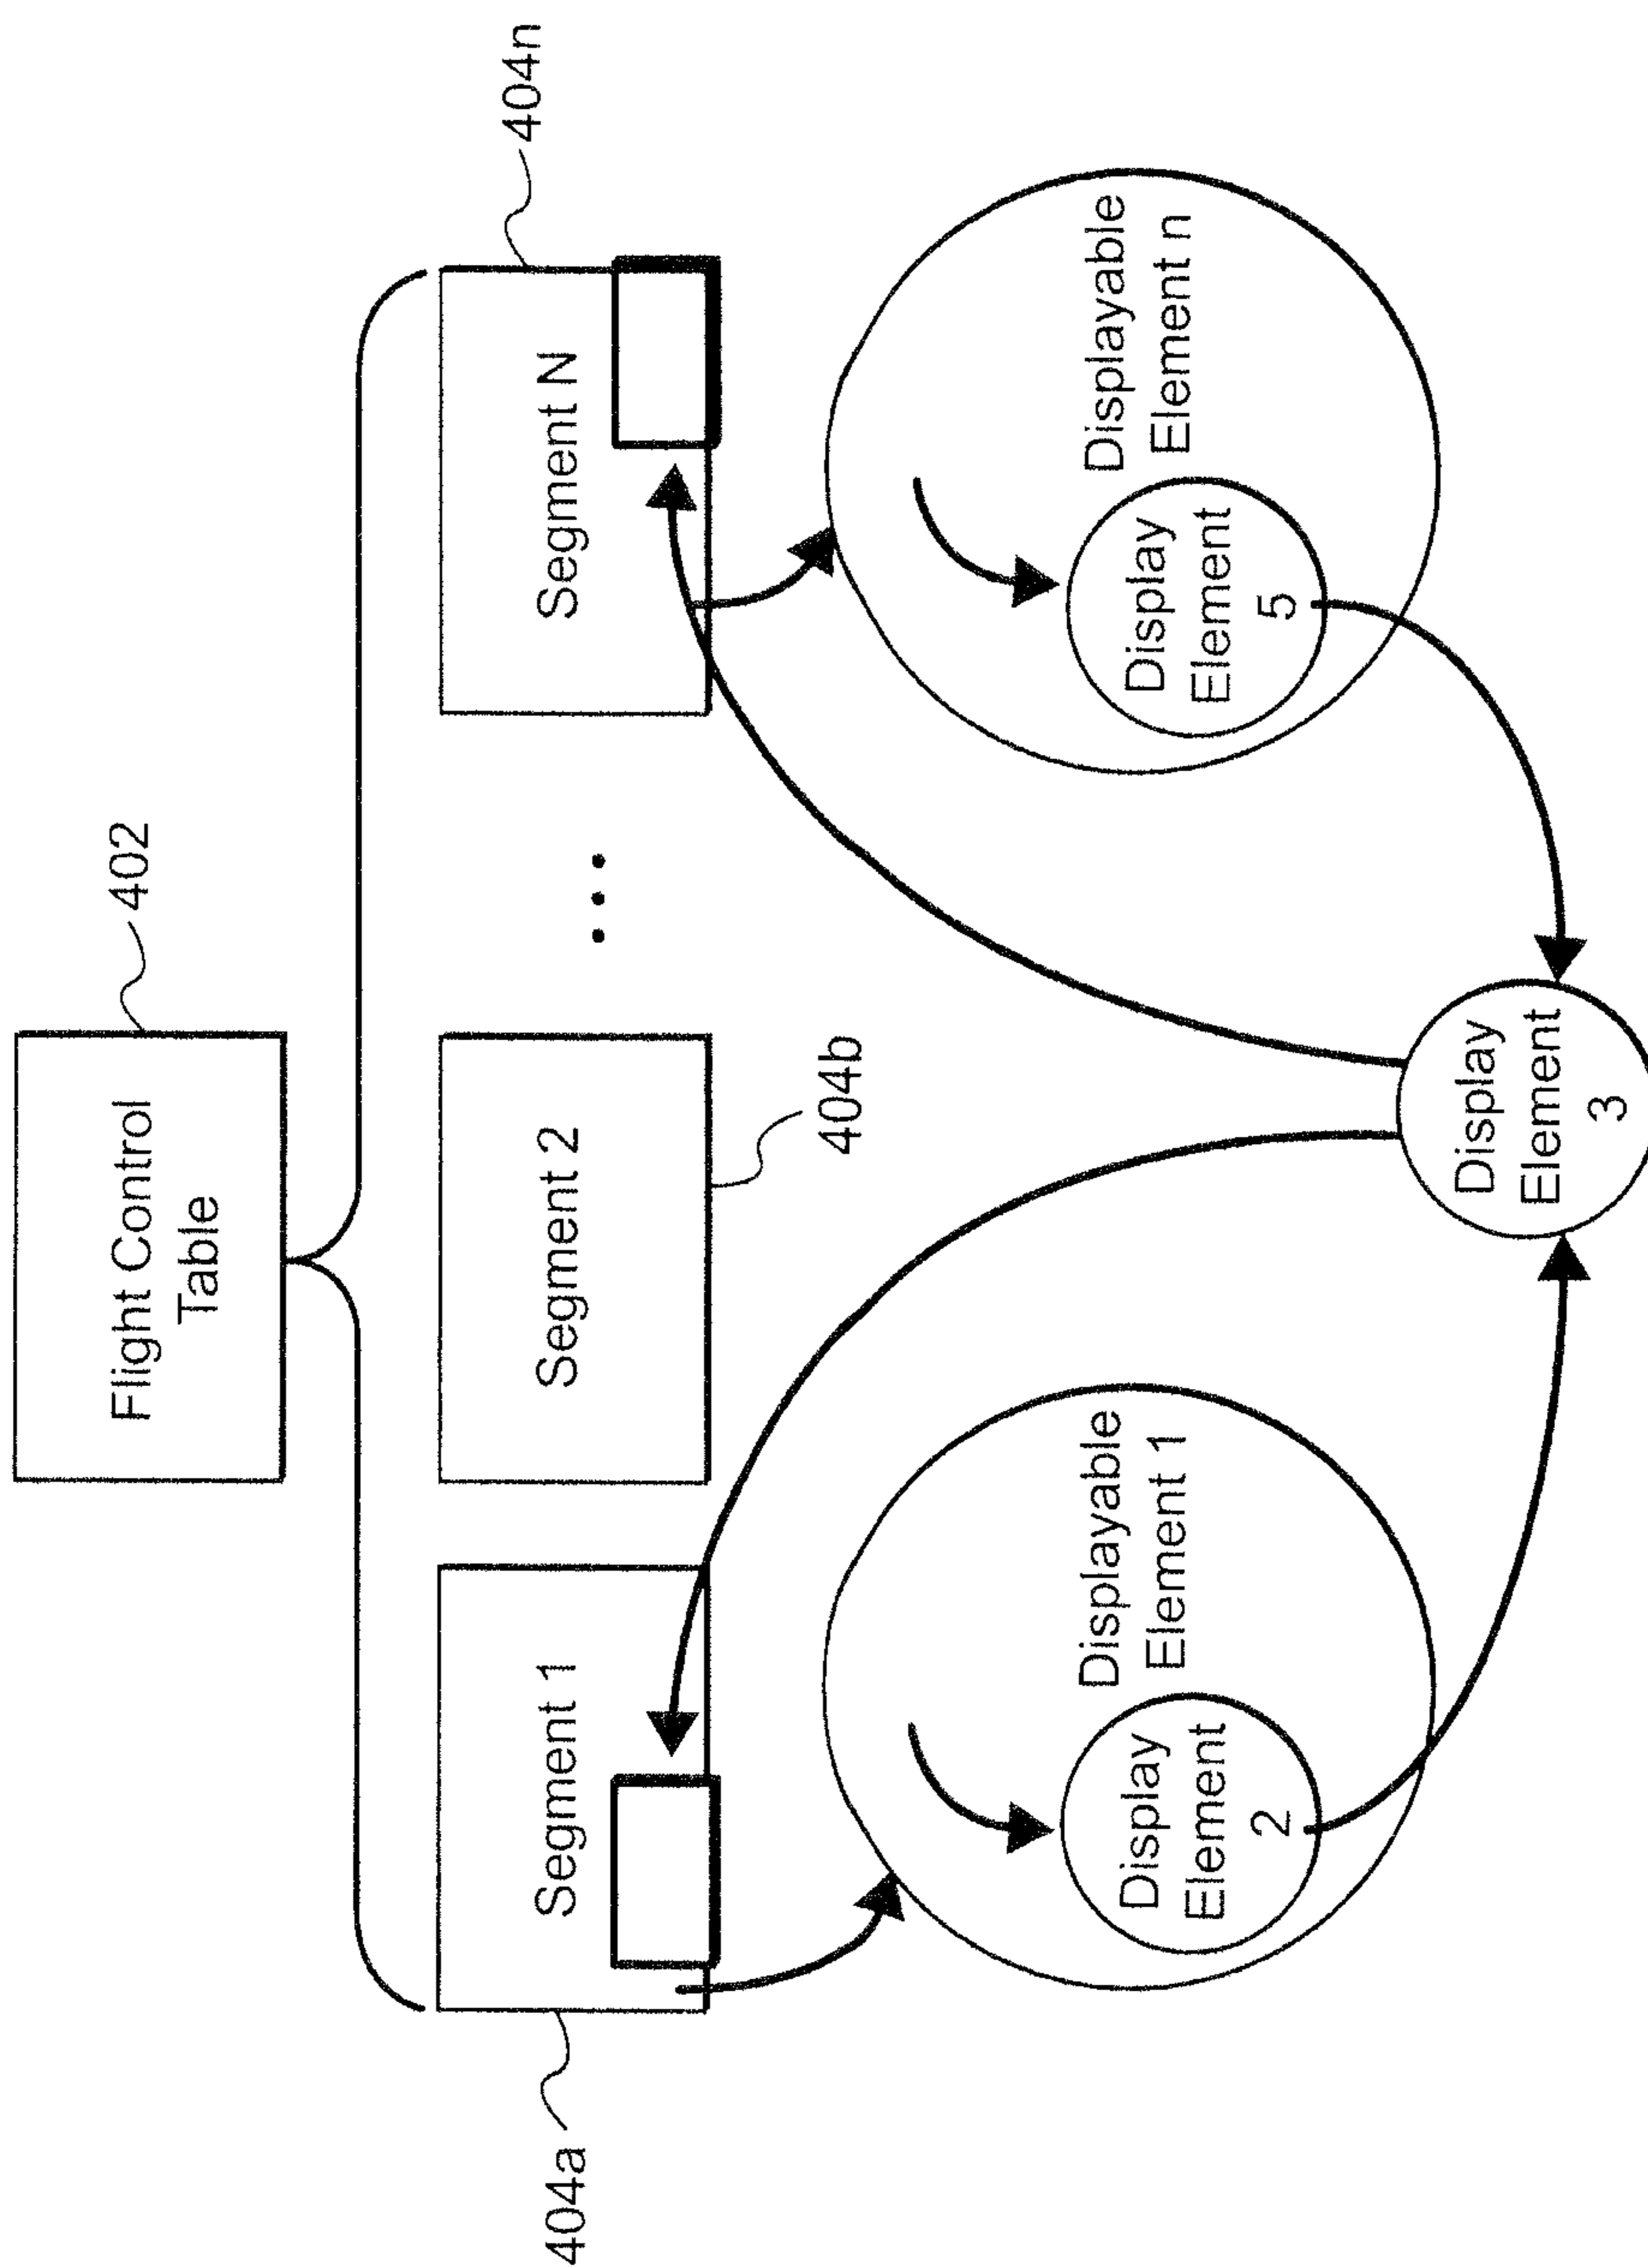 Flight Control
Table
402
404a
Segment 1
Segment 2
404b
...
Segment N
404n
Displayable
Element 1
Display
Element
2
Displayable
Element n
Display
Element
5
Display
Element
3